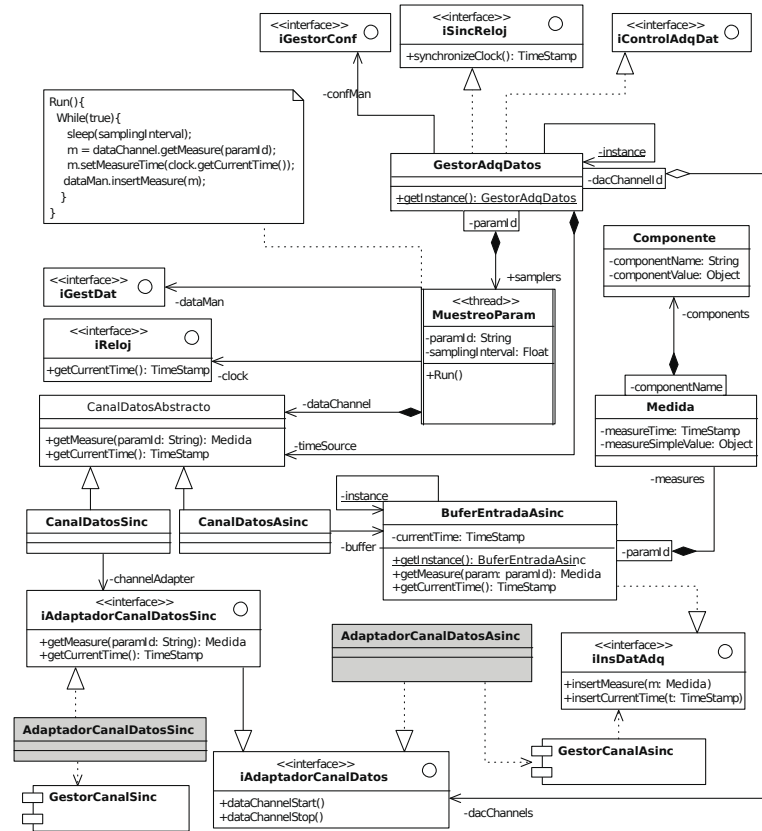 <<interface>>
iGestorConf
<<interface>>
iSincReloj
+synchronizeClock(): TimeStamp
<<interface>>
iControlAdqDat
-confMan
Run(){
While(true){
sleep(samplingInterval);
m = dataChannel.getMeasure(paramId);
m.setMeasureTime(clock.getCurrentTime());
dataMan.insertMeasure(m);
}
}
-instance
GestorAdqDatos
+getInstance(): GestorAdqDatos
-dacChannelId
-paramId
+samplers
Componente
-componentName: String
-componentValue: Object
<<interface>>
iGestDat
-dataMan
<<thread>>
MuestreoParam
-paramId: String
-samplingInterval: Float
+Run()
-components
<<interface>>
iReloj
+getCurrentTime(): TimeStamp
-clock
-componentName
Medida
-measureTime: TimeStamp
-measureSimpleValue: Object
CanalDatosAbstracto
+getMeasure(paramId: String): Medida
+getCurrentTime(): TimeStamp
-dataChannel
-timeSource
-measures
CanalDatosSinc
CanalDatosAsinc
-instance
-buffer
BuferEntradaAsinc
-currentTime: TimeStamp
+getInstance(): BuferEntradaAsinc
+getMeasure(param: paramId): Medida
+getCurrentTime(): TimeStamp
-paramId
-channelAdapter
<<interface>>
iAdaptadorCanalDatosSinc
+getMeasure(paramId: String): Medida
+getCurrentTime(): TimeStamp
AdaptadorCanalDatosAsinc
<<interface>>
iInsDatAdq
+insertMeasure(m: Medida)
+insertCurrentTime(t: TimeStamp)
AdaptadorCanalDatosSinc
GestorCanalAsinc
<<interface>>
iAdaptadorCanalDatos
+dataChannelStart()
+dataChannelStop()
GestorCanalSinc
-dacChannels